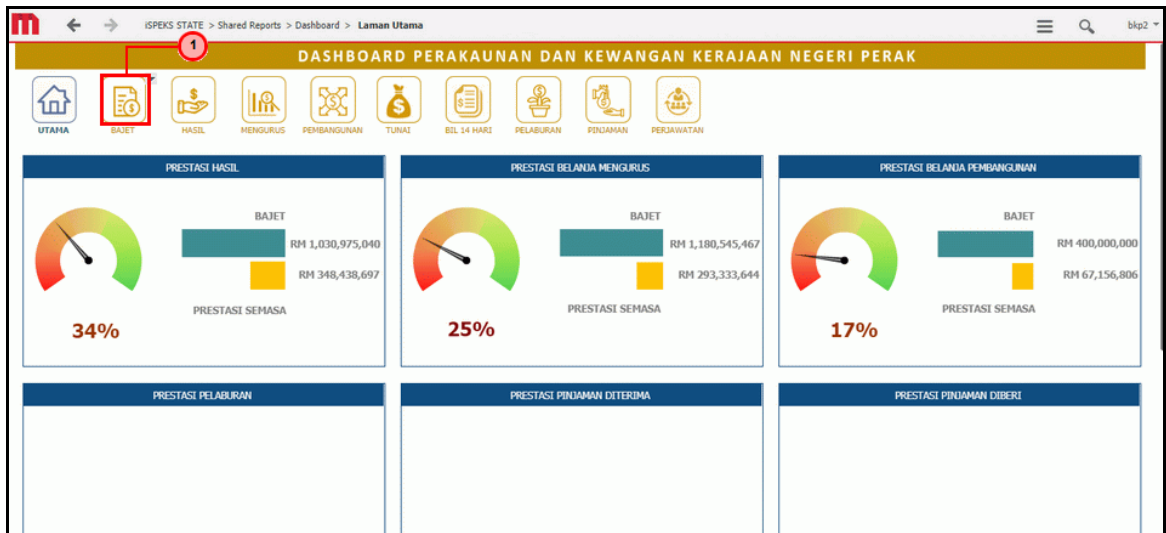 iSPEKS STATE > Shared Reports > Dashboard > Laman Utama
bkp2
1
DASHBOARD PERAKAUNAN DAN KEWANGAN KERAJAAN NEGERI PERAK
UTAMA BAJET HASIL MENGURUS PEMBANGUNAN TUNAI BIL 14 HARI PELABURAN PINJAMAN PERJAWATAN
PRESTASI HASIL
BAJET
RM 1,030,975,040
RM 348,438,697
PRESTASI SEMASA
34%
PRESTASI BELANJA MENGURUS
BAJET
RM 1,180,545,467
RM 293,333,644
PRESTASI SEMASA
25%
PRESTASI BELANJA PEMBANGUNAN
BAJET
RM 400,000,000
RM 67,156,806
PRESTASI SEMASA
17%
PRESTASI PELABURAN
PRESTASI PINJAMAN DITERIMA
PRESTASI PINJAMAN DIBERI